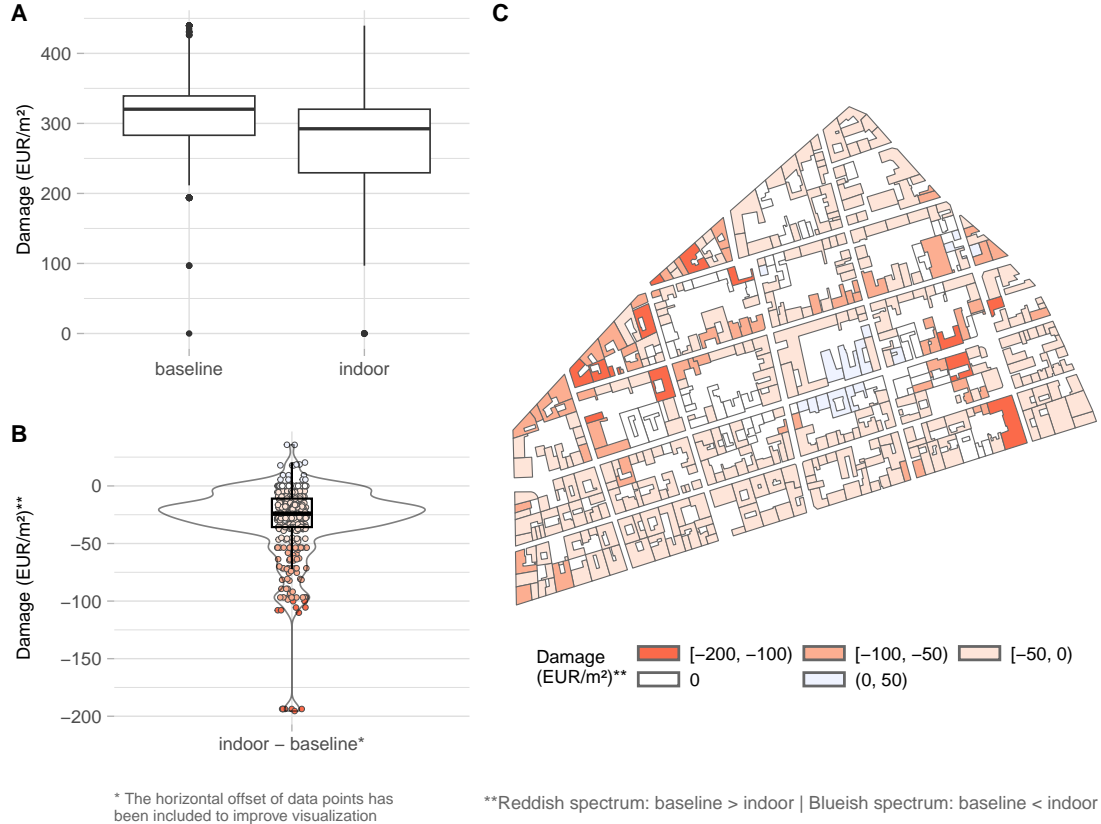 A
Damage (EUR/m²)
400
300
200
100
0
baseline
indoor
B
Damage (EUR/m²)**
0
−50
−100
−150
−200
indoor − baseline*
* The horizontal offset of data points has
been included to improve visualization
C
Damage
(EUR/m²)**
[−200, −100)
[−100, −50)
[−50, 0)
0
(0, 50)
**Reddish spectrum: baseline > indoor | Blueish spectrum: baseline < indoor